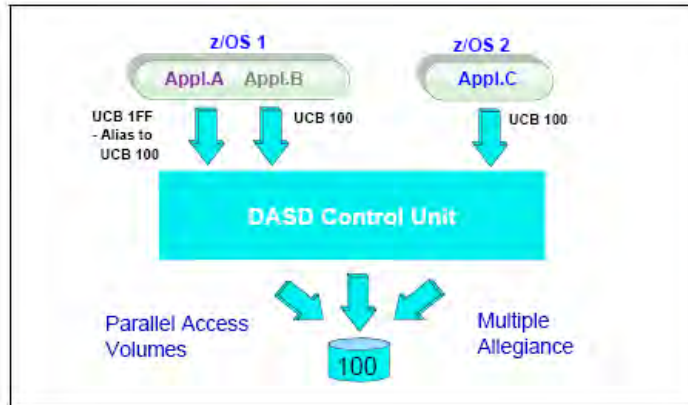 z/OS 1
z/OS 2
Appl.A Appl.B
Appl.C
UCB 1FF
- Alias to
UCB 100
UCB 100
UCB 100
DASD Control Unit
Parallel Access
Volumes
Multiple
Allegiance
100